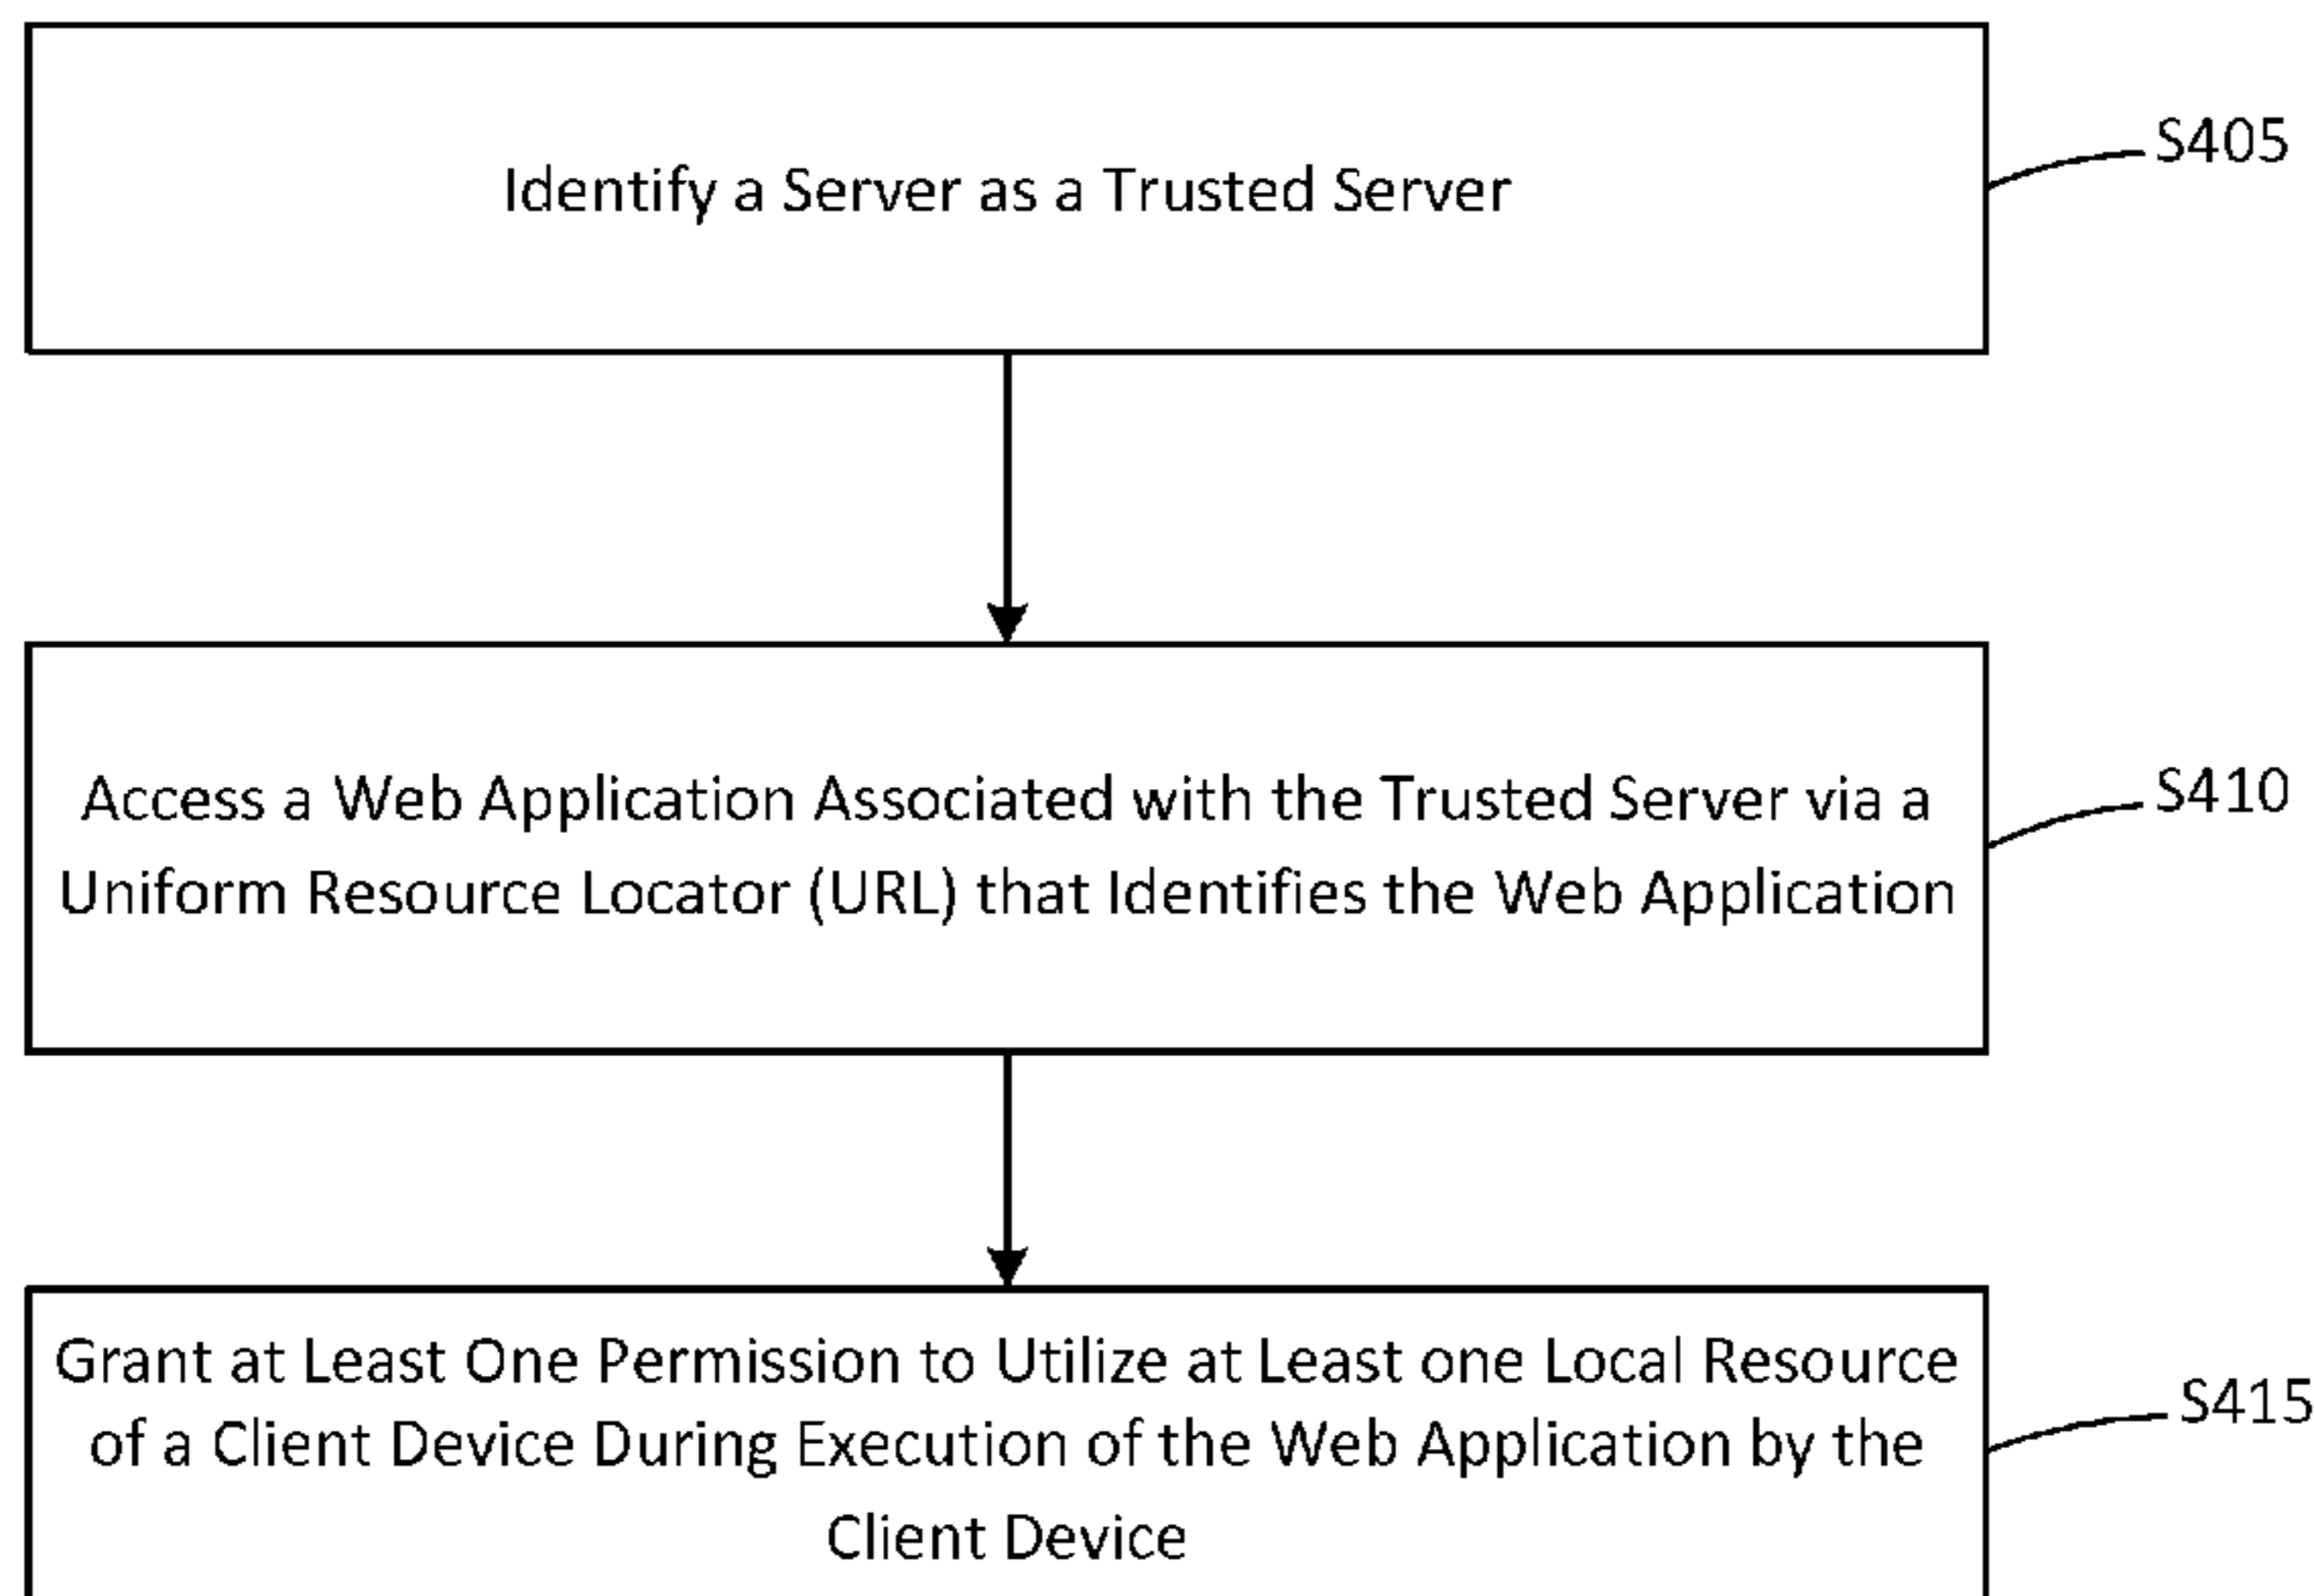 Identify a Server as a Trusted Server
S405
Access a Web Application Associated with the Trusted Server via a
Uniform Resource Locator (URL) that Identifies the Web Application
S410
Grant at Least One Permission to Utilize at Least one Local Resource
of a Client Device During Execution of the Web Application by the
Client Device
S415